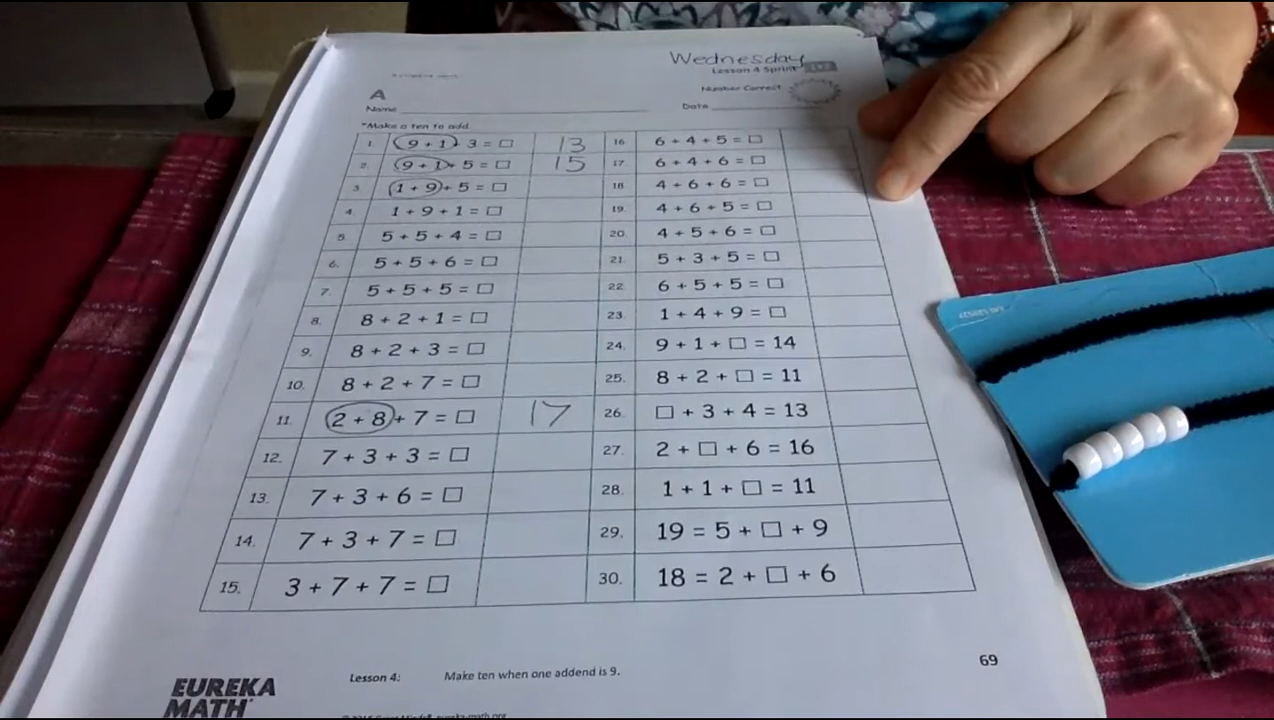 Wednesday
Lesson 4 Sprint
A
Number Correct
Name
Date
*Make a ten to add.
1. 9 + 1 + 3 = □ 13
2. 9 + 1 + 5 = □ 15
3. 1 + 9 + 5 = □
4. 1 + 9 + 1 = □
5. 5 + 5 + 4 = □
6. 5 + 5 + 6 = □
7. 5 + 5 + 5 = □
8. 8 + 2 + 1 = □
9. 8 + 2 + 3 = □
10. 8 + 2 + 7 = □
11. 2 + 8 + 7 = □ 17
12. 7 + 3 + 3 = □
13. 7 + 3 + 6 = □
14. 7 + 3 + 7 = □
15. 3 + 7 + 7 = □
16. 6 + 4 + 5 = □
17. 6 + 4 + 6 = □
18. 4 + 6 + 6 = □
19. 4 + 6 + 5 = □
20. 4 + 5 + 6 = □
21. 5 + 3 + 5 = □
22. 6 + 5 + 5 = □
23. 1 + 4 + 9 = □
24. 9 + 1 + □ = 14
25. 8 + 2 + □ = 11
26. □ + 3 + 4 = 13
27. 2 + □ + 6 = 16
28. 1 + 1 + □ = 11
29. 19 = 5 + □ + 9
30. 18 = 2 + □ + 6
EUREKA
MATH
Lesson 4: Make ten when one addend is 9.
69
eureka-math.org